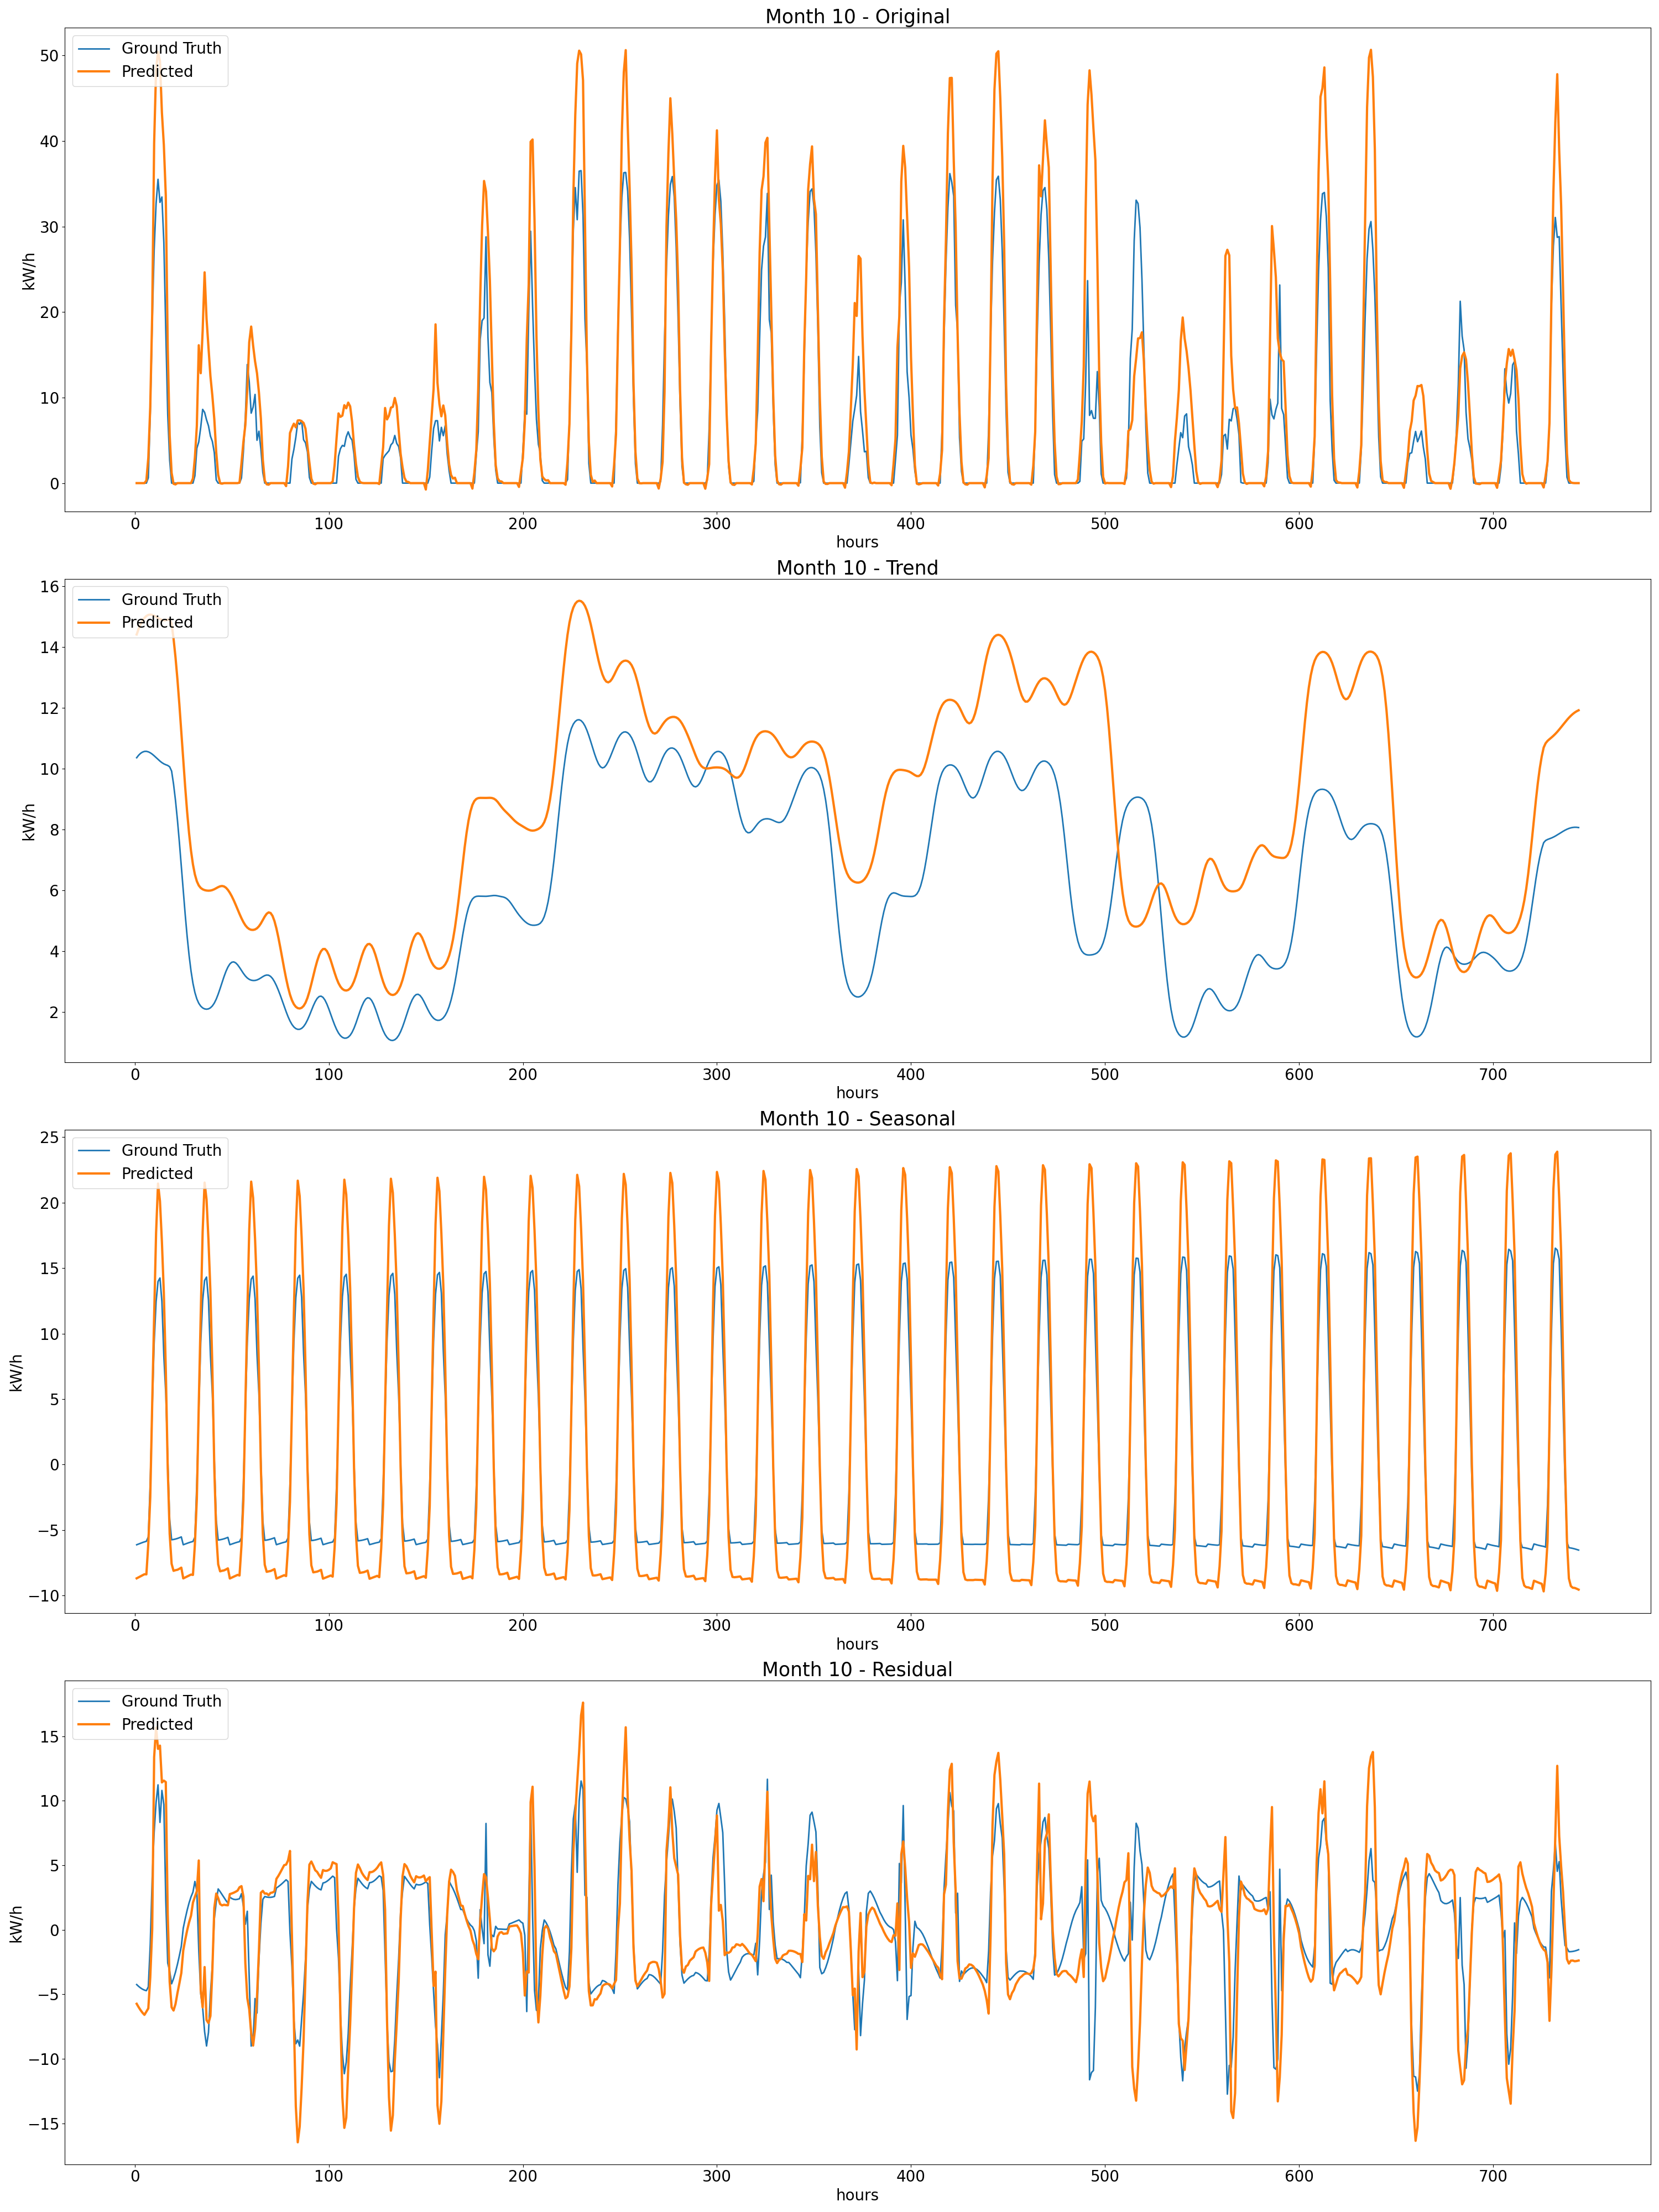 Month 10 - Original
Ground Truth
Predicted
kW/h
50
40
30
20
10
0
0 100 200 300 400 500 600 700
hours
Month 10 - Trend
Ground Truth
Predicted
kW/h
16
14
12
10
8
6
4
2
0 100 200 300 400 500 600 700
hours
Month 10 - Seasonal
Ground Truth
Predicted
kW/h
25
20
15
10
5
0
−5
−10
0 100 200 300 400 500 600 700
hours
Month 10 - Residual
Ground Truth
Predicted
kW/h
15
10
5
0
−5
−10
−15
0 100 200 300 400 500 600 700
hours